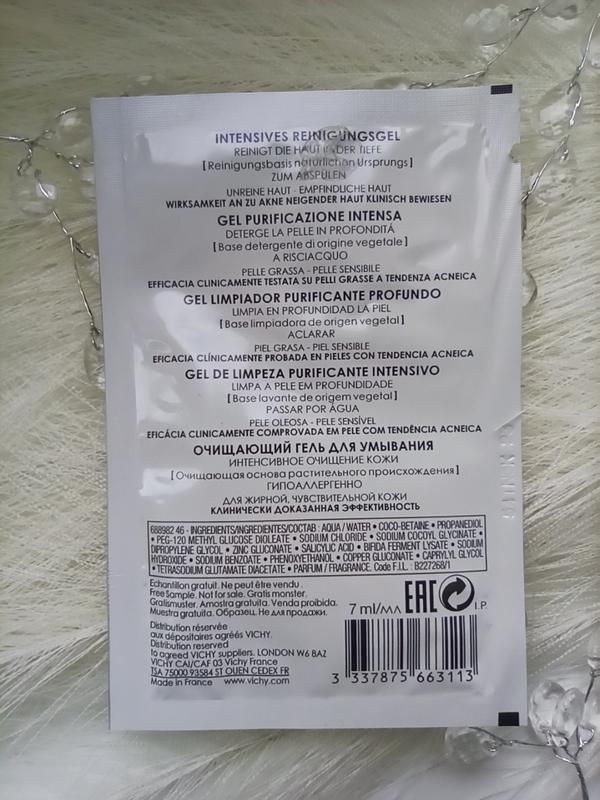 INTENSIVES REINIGUNGSGEL
REINIGT DIE HAUT IN DER TIEFE
[Reinigungsbasis natürlichen Ursprungs]
ZUM ABSPÜLEN
UNREINE HAUT - EMPFINDLICHE HAUT
WIRKSAMKEIT AN ZU AKNE NEIGENDER HAUT KLINISCH BEWIESEN
GEL PURIFICAZIONE INTENSA
DETERGE LA PELLE IN PROFONDITÁ
[Base detergente di origine vegetale]
A RISCIACQUO
PELLE GRASSA - PELLE SENSIBILE
EFFICACIA CLINICAMENTE TESTATA SU PELLI GRASSE A TENDENZA ACNEICA
GEL LIMPIADOR PURIFICANTE PROFUNDO
LIMPIA EN PROFUNDIDAD LA PIEL
[Base limpiadora de origen vegetal]
ACLARAR
PIEL GRASA - PIEL SENSIBLE
EFICACIA CLÍNICAMENTE PROBADA EN PIELES CON TENDENCIA ACNEICA
GEL DE LIMPEZA PURIFICANTE INTENSIVO
LIMPA A PELE EM PROFUNDIDADE
[Base lavante de origem vegetal]
PASSAR POR ÁGUA
PELE OLEOSA - PELE SENSÍVEL
EFICÁCIA CLINICAMENTE COMPROVADA EM PELE COM TENDÊNCIA ACNEICA
ОЧИЩАЮЩИЙ ГЕЛЬ ДЛЯ УМЫВАНИЯ
ИНТЕНСИВНОЕ ОЧИЩЕНИЕ КОЖИ
[Очищающая основа растительного происхождения]
ГИПОАЛЛЕРГЕННО
ДЛЯ ЖИРНОЙ, ЧУВСТВИТЕЛЬНОЙ КОЖИ
КЛИНИЧЕСКИ ДОКАЗАННАЯ ЭФФЕКТИВНОСТЬ
688982 46 - INGREDIENTS/INGREDIENTES/СОСТАВ : AQUA / WATER • COCO-BETAINE • PROPANEDIOL
• PEG-120 METHYL GLUCOSE DIOLEATE • SODIUM CHLORIDE • SODIUM COCOYL GLYCINATE •
DIPROPYLENE GLYCOL • ZINC GLUCONATE • SALICYLIC ACID • BIFIDA FERMENT LYSATE • SODIUM
HYDROXIDE • SODIUM BENZOATE • PHENOXYETHANOL • COPPER GLUCONATE • CAPRYLYL GLYCOL
• TETRASODIUM GLUTAMATE DIACETATE • PARFUM / FRAGRANCE. Code F.I.L. : B227268/1
Echantillon gratuit. Ne peut être vendu .
Free Sample. Not for sale. Gratis monster.
Gratismuster. Amostra gratuita. Venda proibida.
Muestra gratuita. Образец. Не для продажи.
7 ml/мл EAC I.P.
Distribution réservée
aux dépositaires agréés VICHY.
Distribution reserved
to agreed VICHY suppliers. LONDON W6 8AZ
VICHY CAI/CAF 03 Vichy France
TSA 75000 93584 ST OUEN CEDEX FR
Made in France www.vichy.com
3 337875 663113